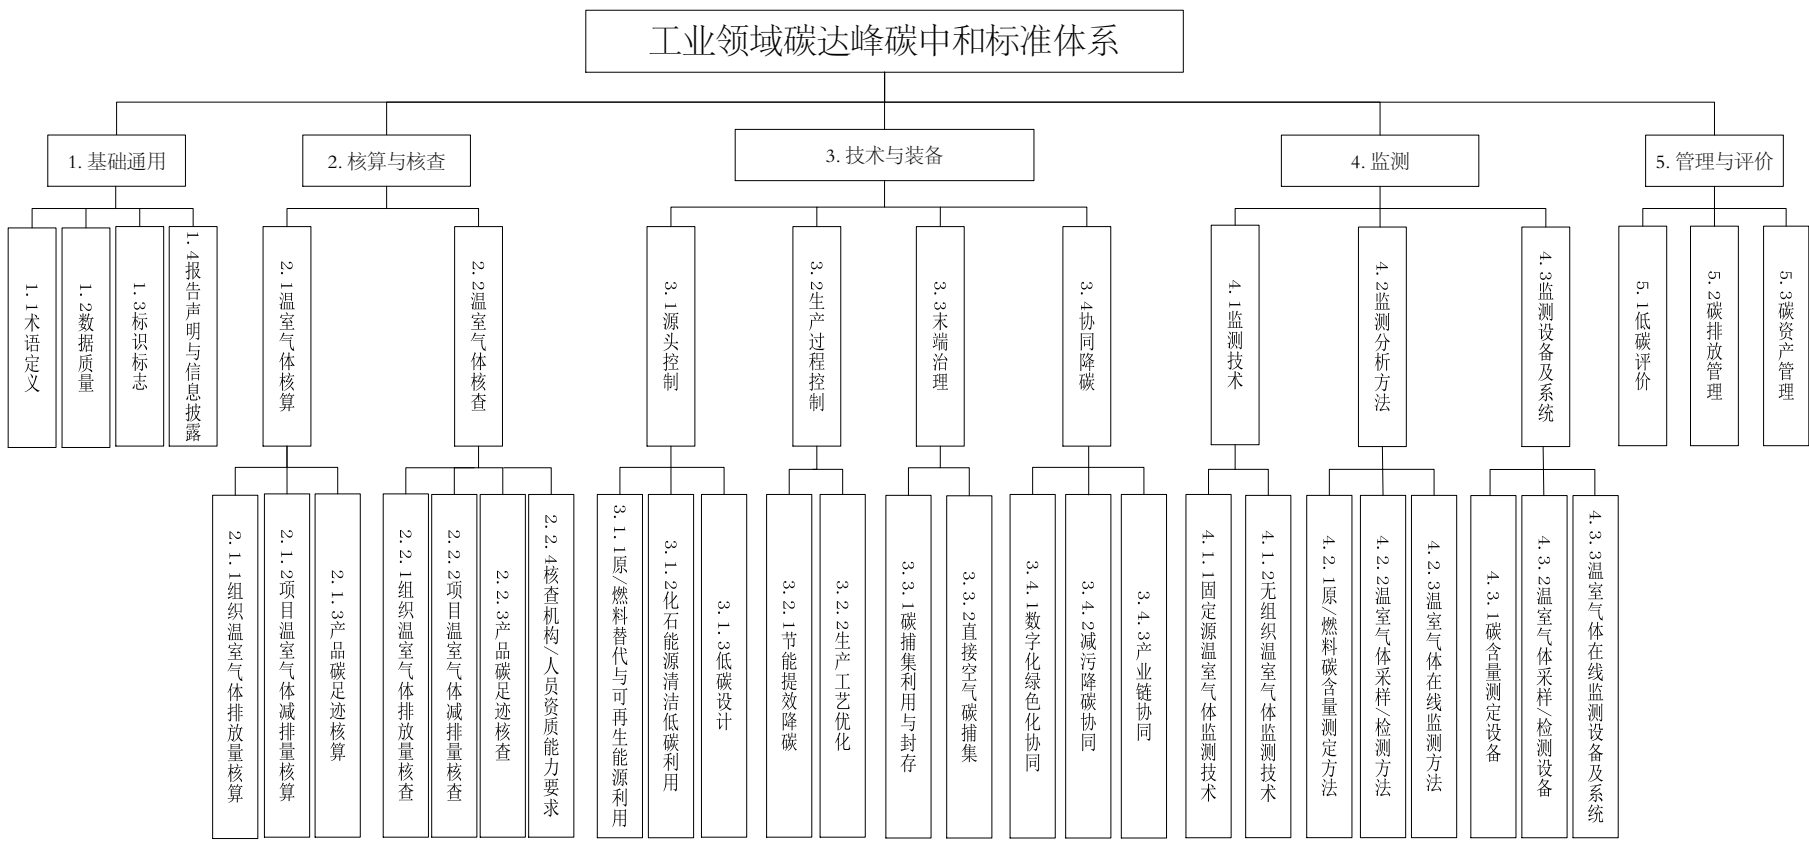 工业领域碳达峰碳中和标准体系
1. 基础通用
2. 核算与核查
3. 技术与装备
4. 监测
5. 管理与评价
1.1术语定义
1.2数据质量
1.3标识标志
1.4报告声明与信息披露
2.1温室气体核算
2.2温室气体核查
3.1源头控制
3.2生产过程控制
3.3末端治理
3.4协同降碳
4.1监测技术
4.2监测分析方法
4.3监测设备及系统
5.1低碳评价
5.2碳排放管理
5.3碳资产管理
2.1.1组织温室气体排放量核算
2.1.2项目温室气体减排量核算
2.1.3产品碳足迹核算
2.2.1组织温室气体排放量核查
2.2.2项目温室气体减排量核查
2.2.3产品碳足迹核查
2.2.4核查机构/人员资质能力要求
3.1.1原/燃料替代与可再生能源利用
3.1.2化石能源清洁低碳利用
3.1.3低碳设计
3.2.1节能提效降碳
3.2.2生产工艺优化
3.3.1碳捕集利用与封存
3.3.2直接空气碳捕集
3.4.1数字化绿色化协同
3.4.2减污降碳协同
3.4.3产业链协同
4.1.1固定源温室气体监测技术
4.1.2无组织温室气体监测技术
4.2.1原/燃料碳含量测定方法
4.2.2温室气体采样/检测方法
4.2.3温室气体在线监测方法
4.3.1碳含量测定设备
4.3.2温室气体采样/检测设备
4.3.3温室气体在线监测设备及系统